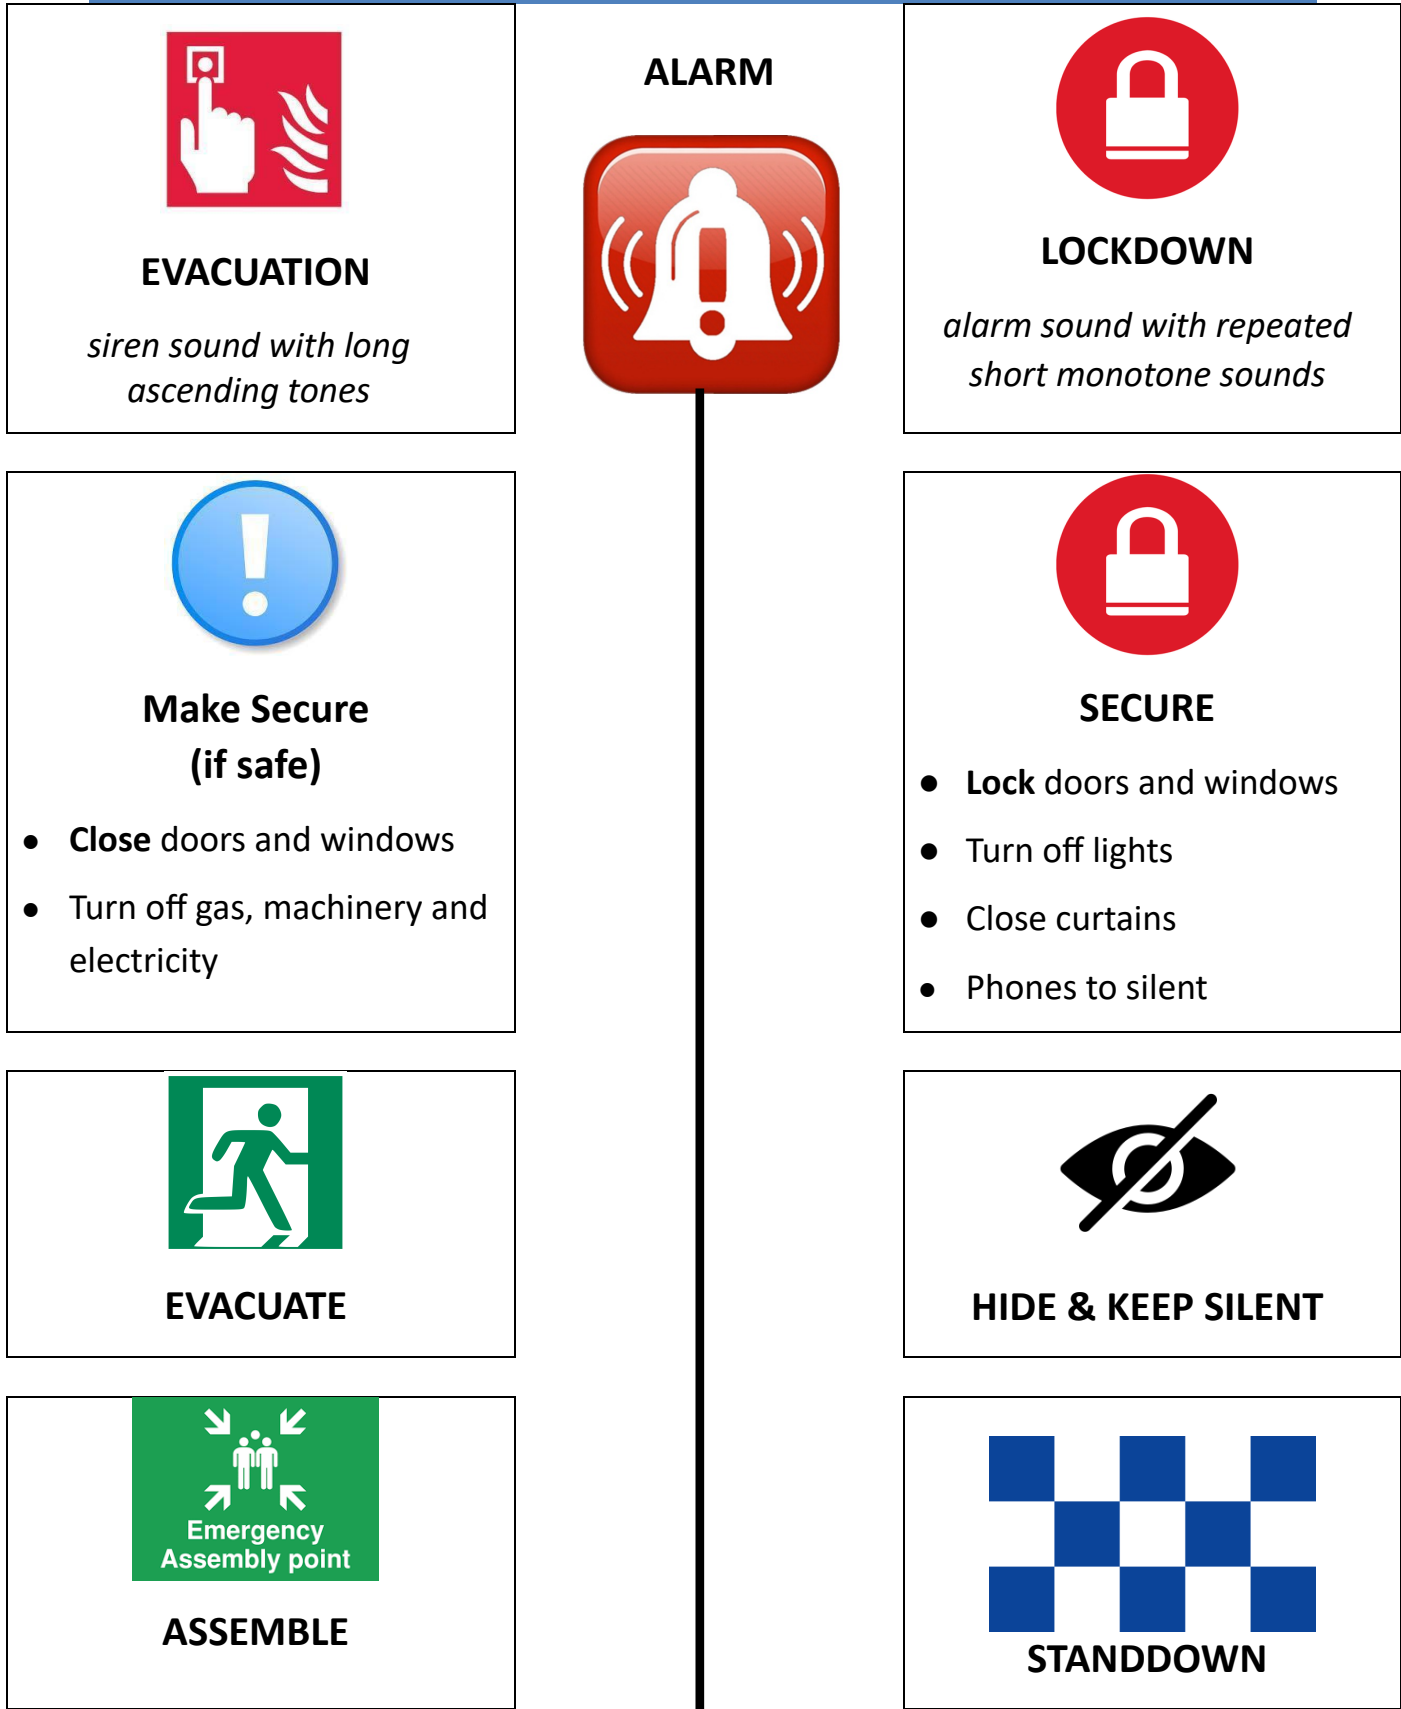 EVACUATION
siren sound with long
ascending tones
ALARM
LOCKDOWN
alarm sound with repeated
short monotone sounds
Make Secure
(if safe)
● Close doors and windows
● Turn off gas, machinery and
electricity
SECURE
● Lock doors and windows
● Turn off lights
● Close curtains
● Phones to silent
EVACUATE
HIDE & KEEP SILENT
Emergency
Assembly point
ASSEMBLE
STANDDOWN